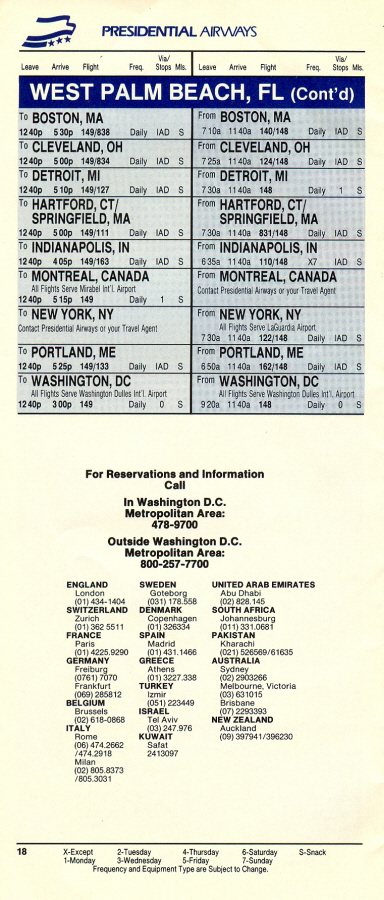 PRESIDENTIAL AIRWAYS
Leave Arrive Flight Freq. Via/ Stops Mls. Leave Arrive Flight Freq. Via/ Stops Mls.
WEST PALM BEACH, FL (Cont'd)
To BOSTON, MA
1240p 530p 149/838 Daily IAD S
To CLEVELAND, OH
1240p 500p 149/834 Daily IAD S
To DETROIT, MI
1240p 510p 149/127 Daily IAD S
To HARTFORD, CT/
SPRINGFIELD, MA
1240p 500p 149/111 Daily IAD S
To INDIANAPOLIS, IN
1240p 405p 149/163 Daily IAD S
To MONTREAL, CANADA
All Flights Serve Mirabel Int'l. Airport
1240p 515p 149 Daily 1 S
To NEW YORK, NY
Contact Presidential Airways or your Travel Agent
To PORTLAND, ME
1240p 525p 149/133 Daily IAD S
To WASHINGTON, DC
All Flights Serve Washington Dulles Int'l. Airport
1240p 300p 149 Daily 0 S
From BOSTON, MA
710a 1140a 140/148 Daily IAD S
From CLEVELAND, OH
725a 1140a 124/148 Daily IAD S
From DETROIT, MI
730a 1140a 148 Daily 1 S
From HARTFORD, CT/
SPRINGFIELD, MA
730a 1140a 831/148 Daily IAD S
From INDIANAPOLIS, IN
635a 1140a 110/148 X7 IAD S
From MONTREAL, CANADA
Contact Presidential Airways or your Travel Agent
From NEW YORK, NY
All Flights Serve LaGuardia Airport
730a 1140a 122/148 Daily IAD S
From PORTLAND, ME
650a 1140a 162/148 Daily IAD S
From WASHINGTON, DC
All Flights Serve Washington Dulles Int'l. Airport
920a 1140a 148 Daily 0 S
For Reservations and Information
Call
In Washington D.C.
Metropolitan Area:
478-9700
Outside Washington D.C.
Metropolitan Area:
800-257-7700
ENGLAND
London
(01) 434-1404
SWITZERLAND
Zurich
(01) 362 5511
FRANCE
Paris
(01) 4225.9290
GERMANY
Freiburg
(0761) 7070
Frankfurt
(069) 285812
BELGIUM
Brussels
(02) 618-0868
ITALY
Rome
(06) 474.2662
/474.2918
Milan
(02) 805.8373
/805.3031
SWEDEN
Goteborg
(031) 178.558
DENMARK
Copenhagen
(01) 326334
SPAIN
Madrid
(01) 431.1466
GREECE
Athens
(01) 3227.338
TURKEY
Izmir
(051) 223449
ISRAEL
Tel Aviv
(03) 247.976
KUWAIT
Safat
2413097
UNITED ARAB EMIRATES
Abu Dhabi
(02) 828.145
SOUTH AFRICA
Johannesburg
(011) 331.0681
PAKISTAN
Kharachi
(021) 526569/61635
AUSTRALIA
Sydney
(02) 2903266
Melbourne, Victoria
(03) 631015
Brisbane
(07) 2293393
NEW ZEALAND
Auckland
(09) 397941/396230
18 X-Except 2-Tuesday 4-Thursday 6-Saturday S-Snack
1-Monday 3-Wednesday 5-Friday 7-Sunday
Frequency and Equipment Type are Subject to Change.